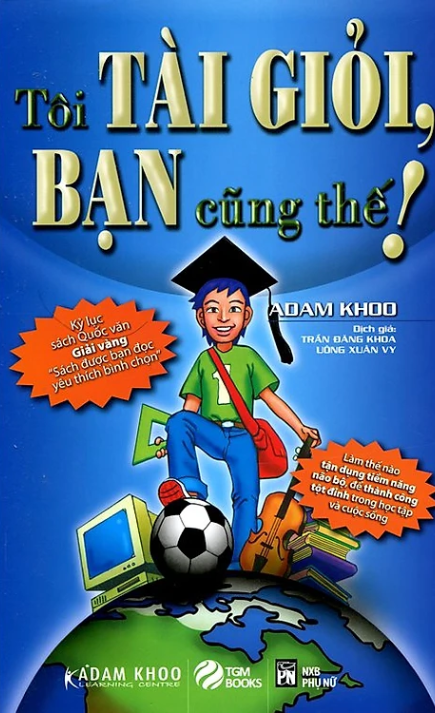 Tôi TÀI GIỎI,
BẠN cũng thế!
ADAM KHOO
Dịch giả:
TRẦN ĐĂNG KHOA
UÔNG XUÂN VY
Kỷ lục
sách Quốc văn
Giải vàng
"Sách được bạn đọc
yêu thích bình chọn"
1
Làm thế nào
tận dụng tiềm năng
não bộ, để thành công
tột đỉnh trong học tập
và cuộc sống
ADAM KHOO
LEARNING CENTRE
TGM
BOOKS
PN
NXB
PHỤ NỮ